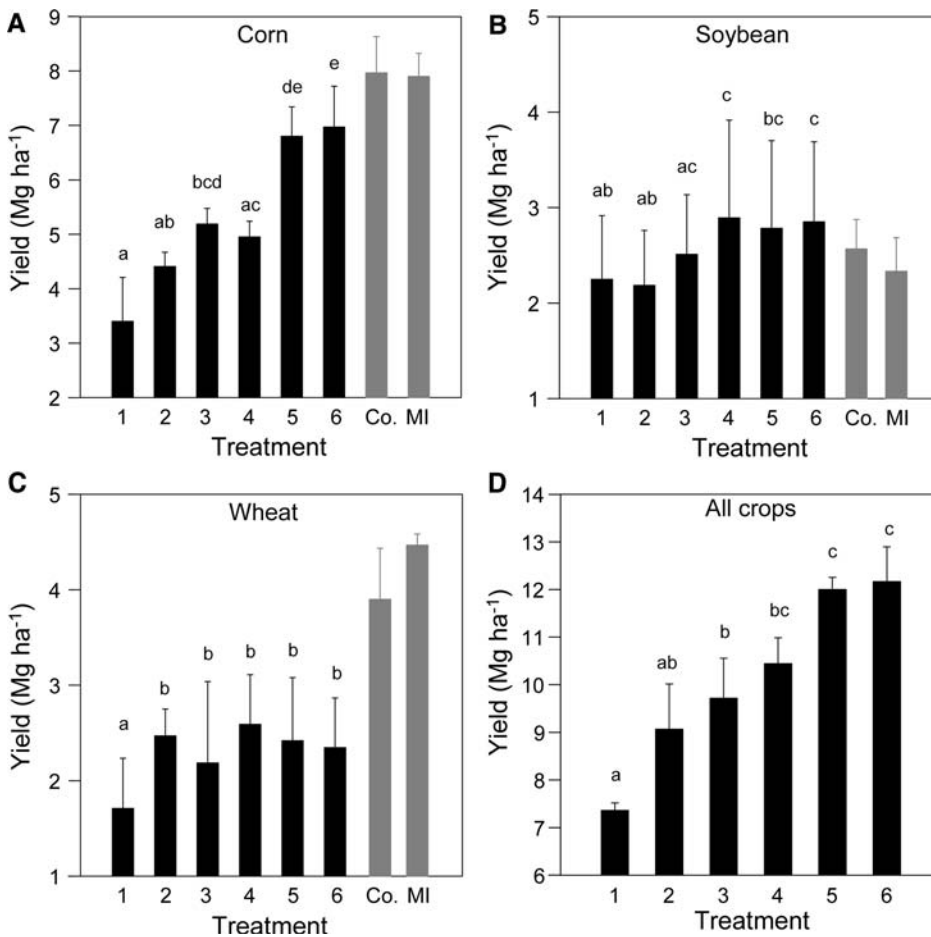 A
Corn
9
8
7
6
5
4
3
2
Yield (Mg ha-1)
a
ab
bcd
ac
de
e
1 2 3 4 5 6 Co. MI
Treatment
B
Soybean
5
4
3
2
1
Yield (Mg ha-1)
ab
ab
ac
c
bc
c
1 2 3 4 5 6 Co. MI
Treatment
C
Wheat
5
4
3
2
1
Yield (Mg ha-1)
a
b
b
b
b
b
1 2 3 4 5 6 Co. MI
Treatment
D
All crops
14
13
12
11
10
9
8
7
6
Yield (Mg ha-1)
a
ab
b
bc
c
c
1 2 3 4 5 6
Treatment